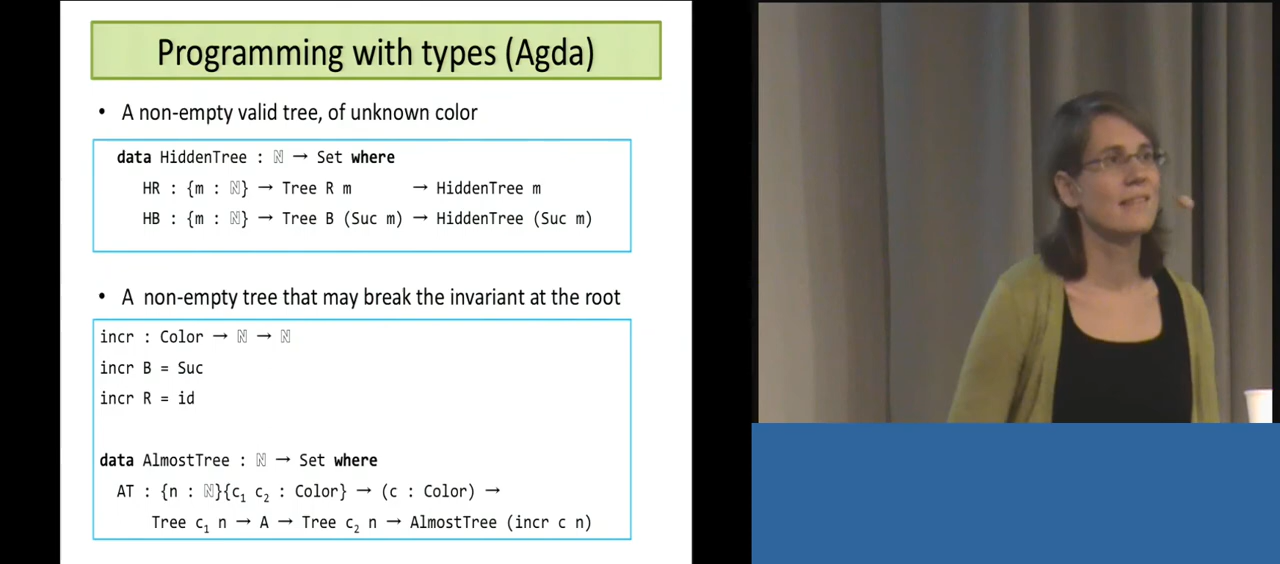 Programming with types (Agda)
• A non-empty valid tree, of unknown color
data HiddenTree : ℕ → Set where
HR : {m : ℕ} → Tree R m → HiddenTree m
HB : {m : ℕ} → Tree B (Suc m) → HiddenTree (Suc m)
• A non-empty tree that may break the invariant at the root
incr : Color → ℕ → ℕ
incr B = Suc
incr R = id
data AlmostTree : ℕ → Set where
AT : {n : ℕ}{c₁ c₂ : Color} → (c : Color) →
Tree c₁ n → A → Tree c₂ n → AlmostTree (incr c n)